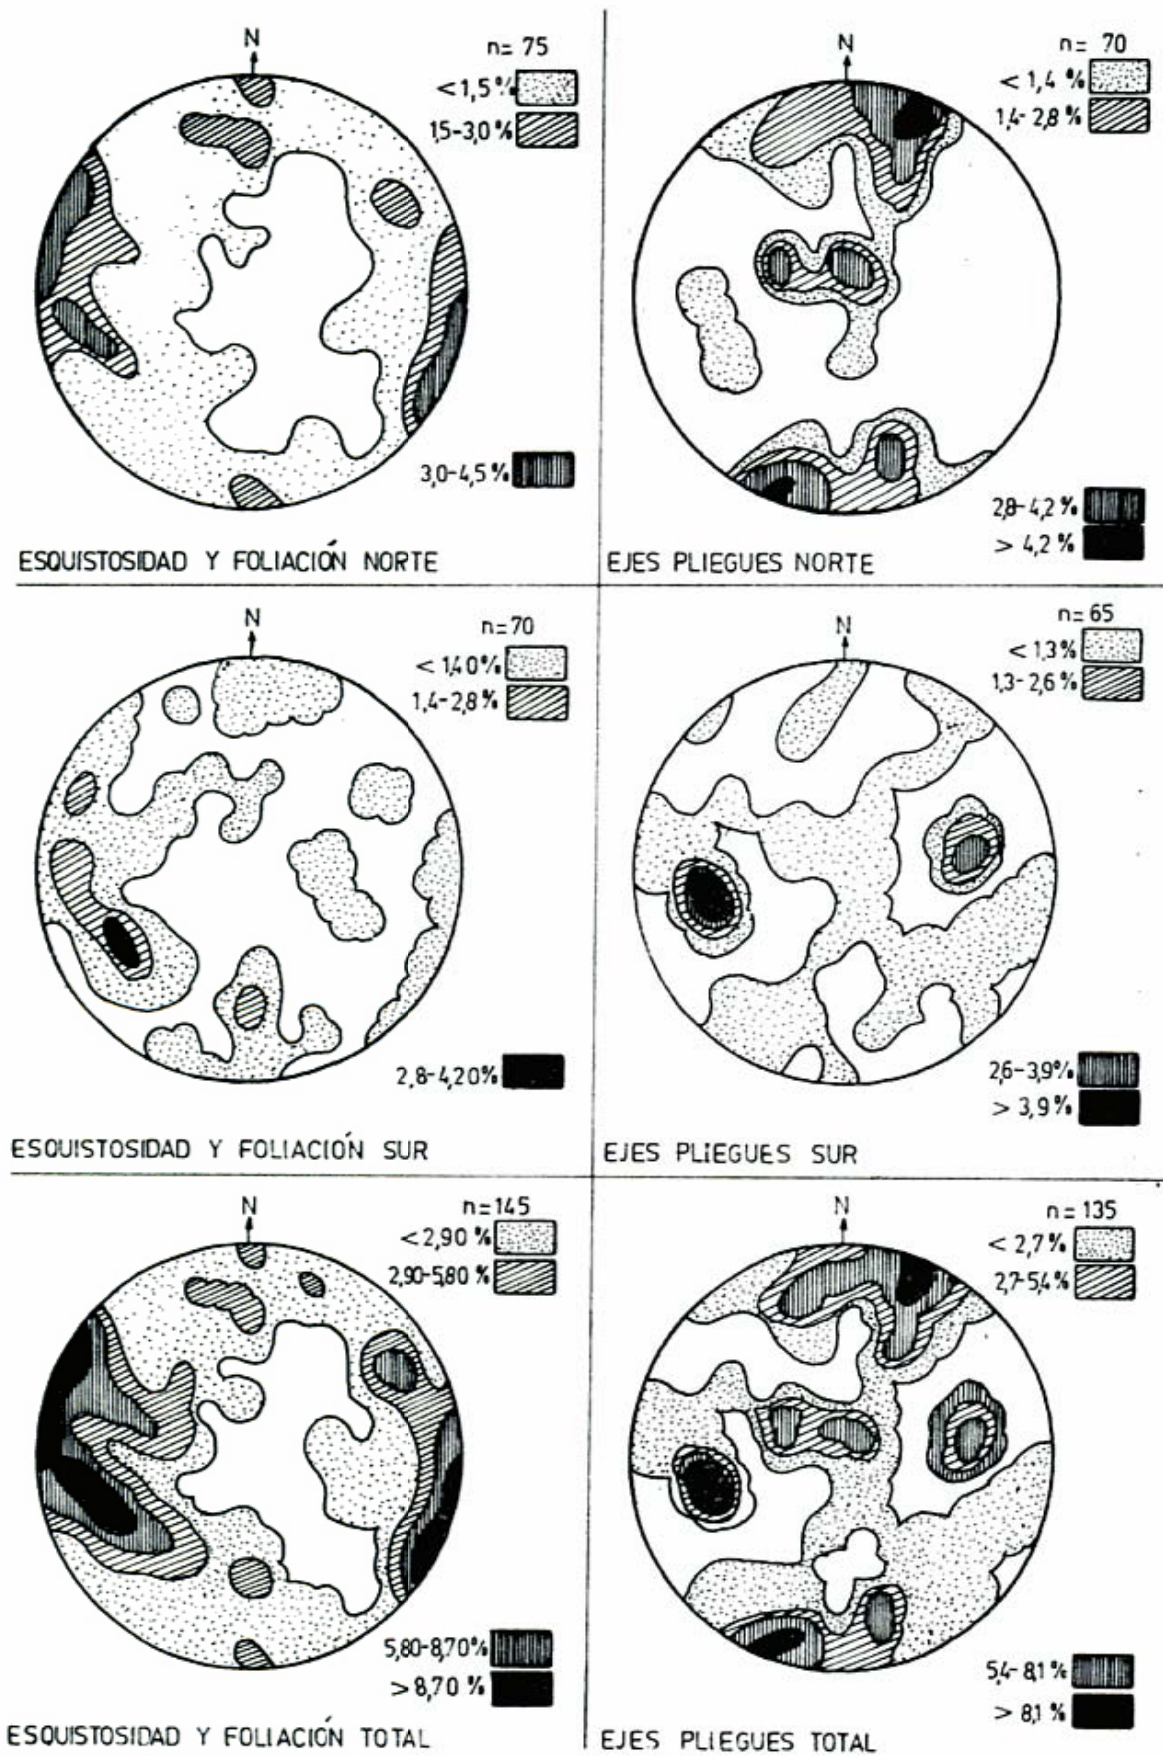 N
n= 75
<1,5%
1,5-3,0%
3,0-4,5%
ESQUISTOSIDAD Y FOLIACIÓN NORTE
N
n= 70
<1,4%
1,4-2,8%
2,8-4,2%
> 4,2%
EJES PLIEGUES NORTE
N
n=70
<1,40%
1,4-2,8%
2,8-4,20%
ESQUISTOSIDAD Y FOLIACIÓN SUR
N
n=65
<1,3%
1,3-2,6%
2,6-3,9%
> 3,9%
EJES PLIEGUES SUR
N
n=145
<2,90%
2,90-5,80%
5,80-8,70%
>8,70%
ESQUISTOSIDAD Y FOLIACIÓN TOTAL
N
n= 135
< 2,7%
2,7-5,4%
5,4-8,1%
> 8,1%
EJES PLIEGUES TOTAL